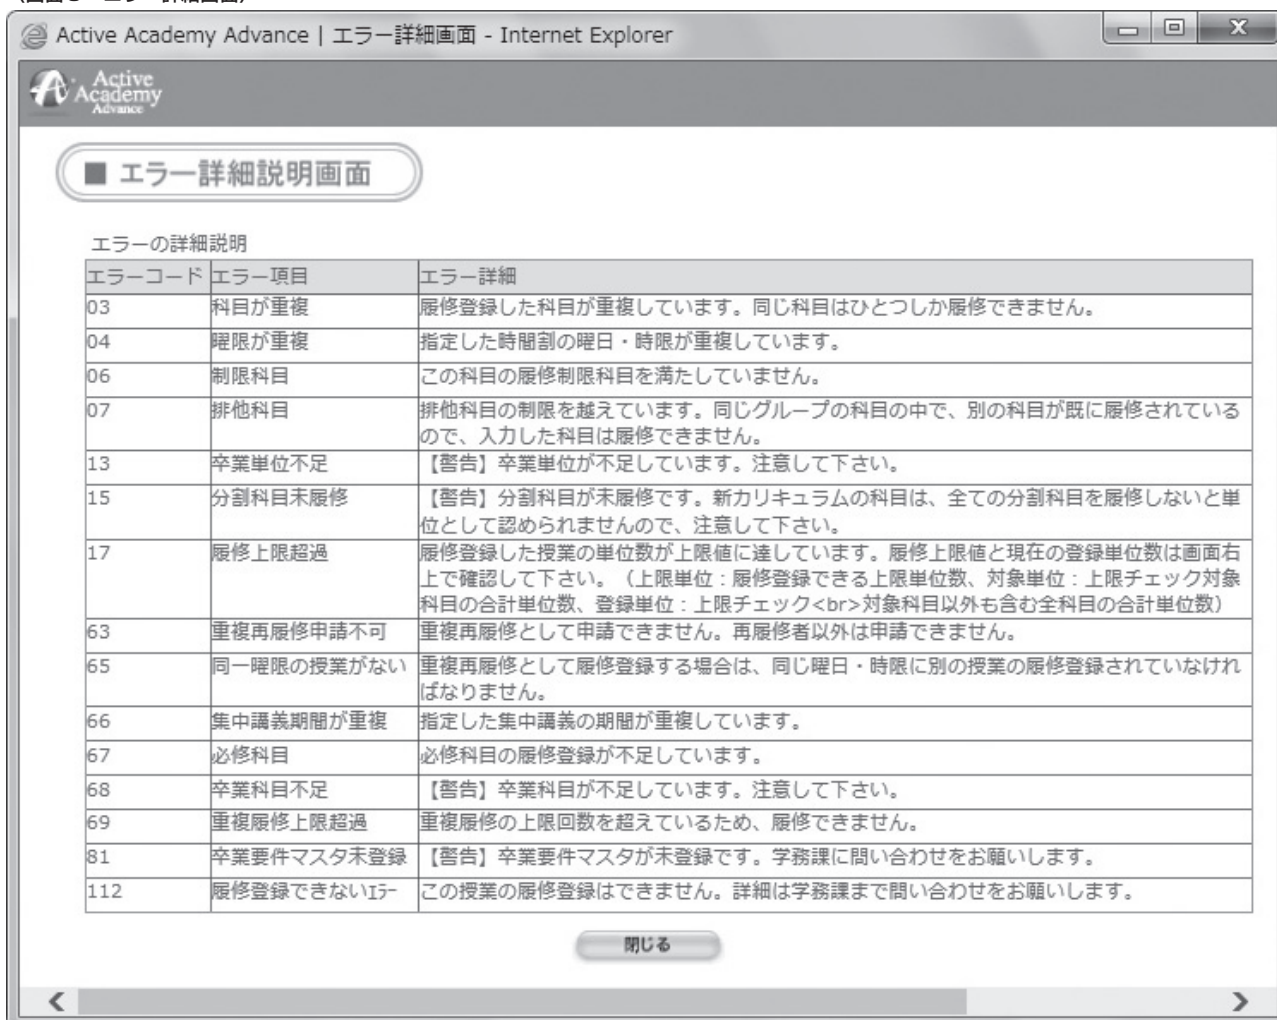 Active Academy Advance | エラー詳細画面 - Internet Explorer
Active
Academy
Advance
■ エラー詳細説明画面
エラーの詳細説明
エラーコード エラー項目 エラー詳細
03 科目が重複 履修登録した科目が重複しています。同じ科目はひとつしか履修できません。
04 曜限が重複 指定した時間割の曜日・時限が重複しています。
06 制限科目 この科目の履修制限科目を満たしていません。
07 排他科目 排他科目の制限を越えています。同じグループの科目の中で、別の科目が既に履修されている
ので、入力した科目は履修できません。
13 卒業単位不足 【警告】卒業単位が不足しています。注意して下さい。
15 分割科目未履修 【警告】分割科目が未履修です。新カリキュラムの科目は、全ての分割科目を履修しないと単
位として認められませんので、注意して下さい。
17 履修上限超過 履修登録した授業の単位数が上限値に達しています。履修上限値と現在の登録単位数は画面右
上で確認して下さい。（上限単位：履修登録できる上限単位数、対象単位：上限チェック対象
科目の合計単位数、登録単位：上限チェック<br>対象科目以外も含む全科目の合計単位数）
63 重複再履修申請不可 重複再履修として申請できません。再履修者以外は申請できません。
65 同一曜限の授業がない 重複再履修として履修登録する場合は、同じ曜日・時限に別の授業の履修登録されていなけれ
ばなりません。
66 集中講義期間が重複 指定した集中講義の期間が重複しています。
67 必修科目 必修科目の履修登録が不足しています。
68 卒業科目不足 【警告】卒業科目が不足しています。注意して下さい。
69 重複履修上限超過 重複履修の上限回数を超えているため、履修できません。
81 卒業要件マスタ未登録 【警告】卒業要件マスタが未登録です。学務課に問い合わせをお願いします。
112 履修登録できないｴﾗｰ この授業の履修登録はできません。詳細は学務課まで問い合わせをお願いします。
閉じる